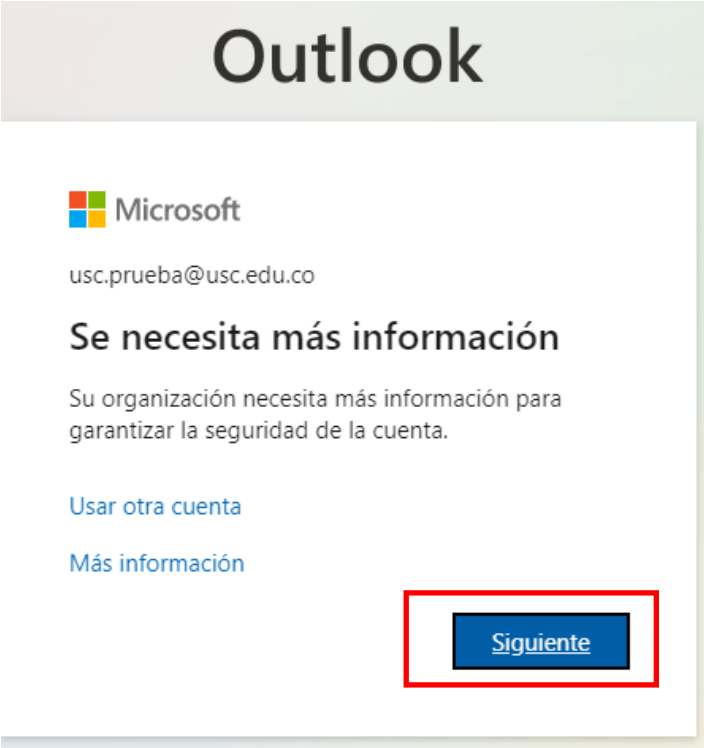 Outlook
Microsoft
usc.prueba@usc.edu.co
Se necesita más información
Su organización necesita más información para
garantizar la seguridad de la cuenta.
Usar otra cuenta
Más información
Siguiente